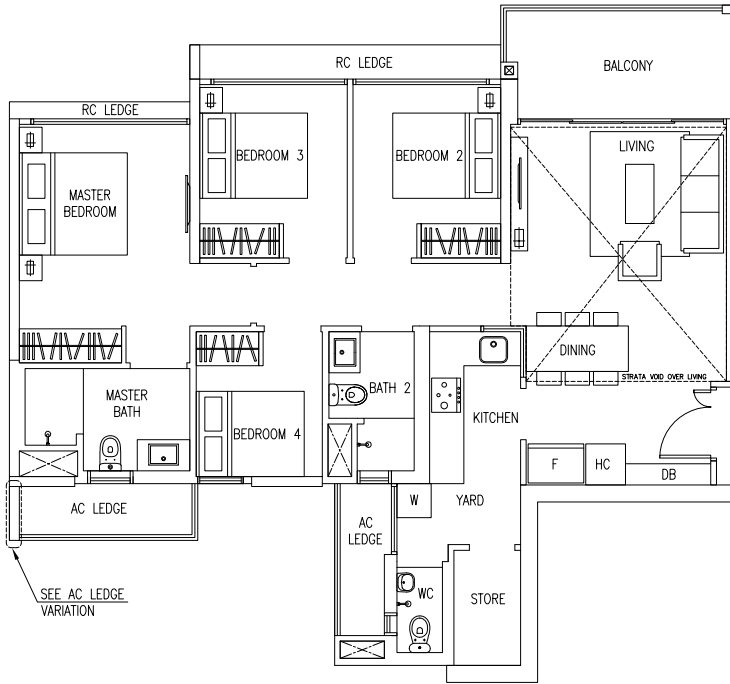 RC LEDGE
BALCONY
RC LEDGE
LIVING
BEDROOM 3
BEDROOM 2
MASTER
BEDROOM
DINING
STRATA VOID OVER LIVING
MASTER
BATH
BATH 2
KITCHEN
BEDROOM 4
F
HC
DB
AC LEDGE
W
YARD
AC
LEDGE
SEE AC LEDGE
VARIATION
WC
STORE